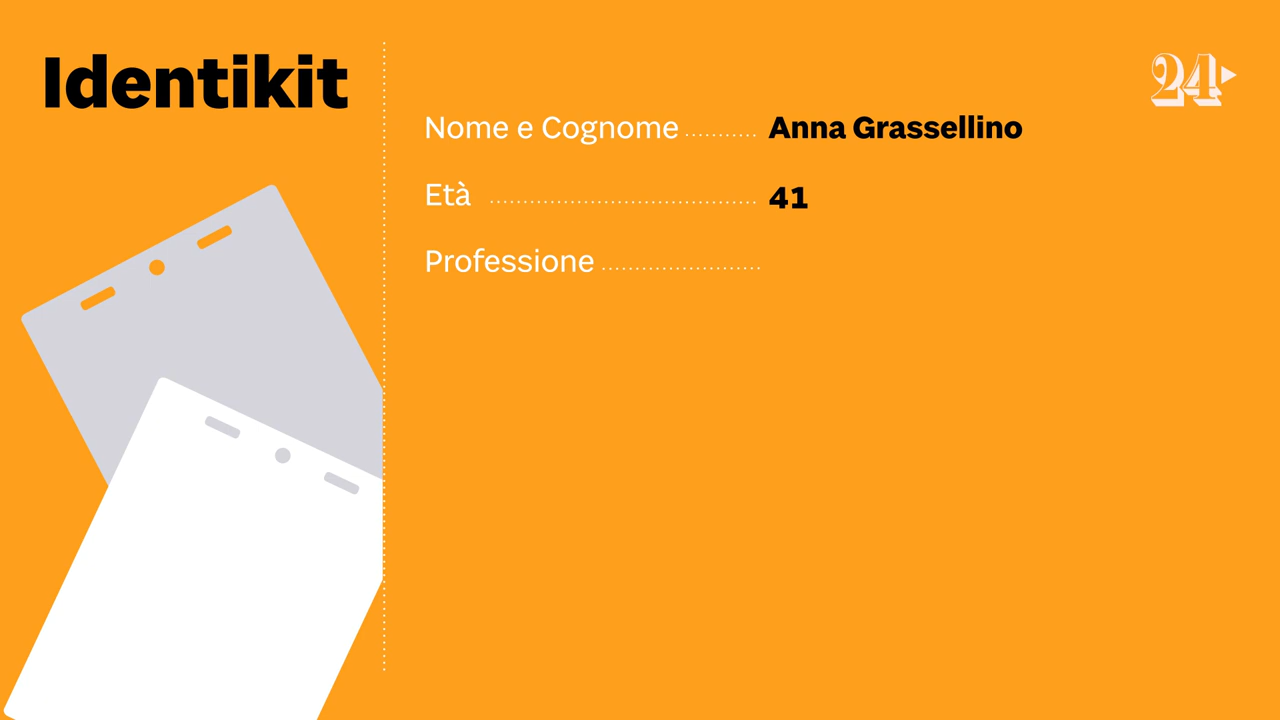 Identikit
24
Nome e Cognome .......... Anna Grassellino
Età .......... 41
Professione ..........